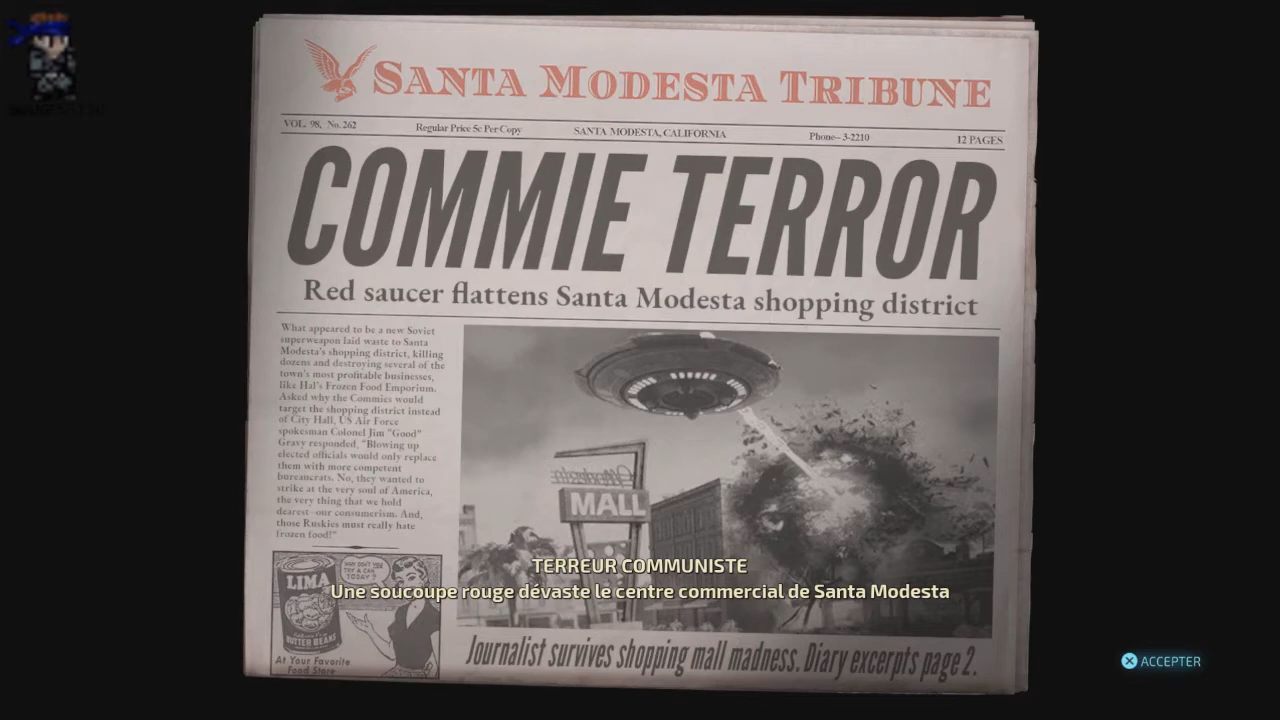 SANTA MODESTA TRIBUNE
VOL. 98, No. 262
Regular Price 5c Per Copy
SANTA MODESTA, CALIFORNIA
Phone– 3-2210
12 PAGES
COMMIE TERROR
Red saucer flattens Santa Modesta shopping district
What appeared to be a new Soviet
superweapon laid waste to Santa
Modesta's shopping district, killing
dozens and destroying several of the
town's most profitable businesses,
like Hal's Frozen Food Emporium.
Asked why the Commies would
target the shopping district instead
of City Hall, US Air Force
spokesman Colonel Jim "Good"
Gravy responded, "Blowing up
elected officials would only replace
them with more competent
bureaucrats. No, they wanted to
strike at the very soul of America,
the very thing that we hold
dearest—our consumerism. And,
those Ruskies must really hate
frozen food!"
MALL
LIMA
BUTTER BEANS
WHY DON'T YOU
TRY A CAN
TODAY?
At Your Favorite
Food Store
TERREUR COMMUNISTE
Une soucoupe rouge dévaste le centre commercial de Santa Modesta
Journalist survives shopping mall madness. Diary excerpts page 2.
ACCEPTER